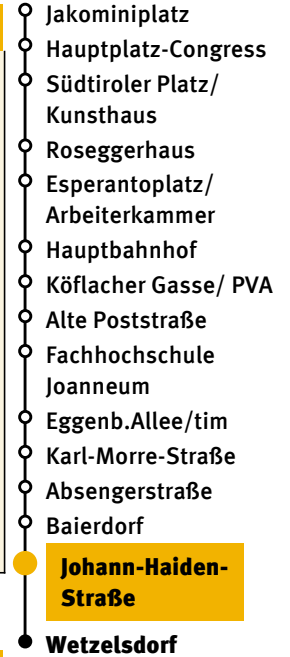 Jakominiplatz
Hauptplatz-Congress
Südtiroler Platz/
Kunsthaus
Roseggerhaus
Esperantoplatz/
Arbeiterkammer
Hauptbahnhof
Köflacher Gasse/ PVA
Alte Poststraße
Fachhochschule
Joanneum
Eggenb.Allee/tim
Karl-Morre-Straße
Absengerstraße
Baierdorf
Johann-Haiden-
Straße
Wetzelsdorf